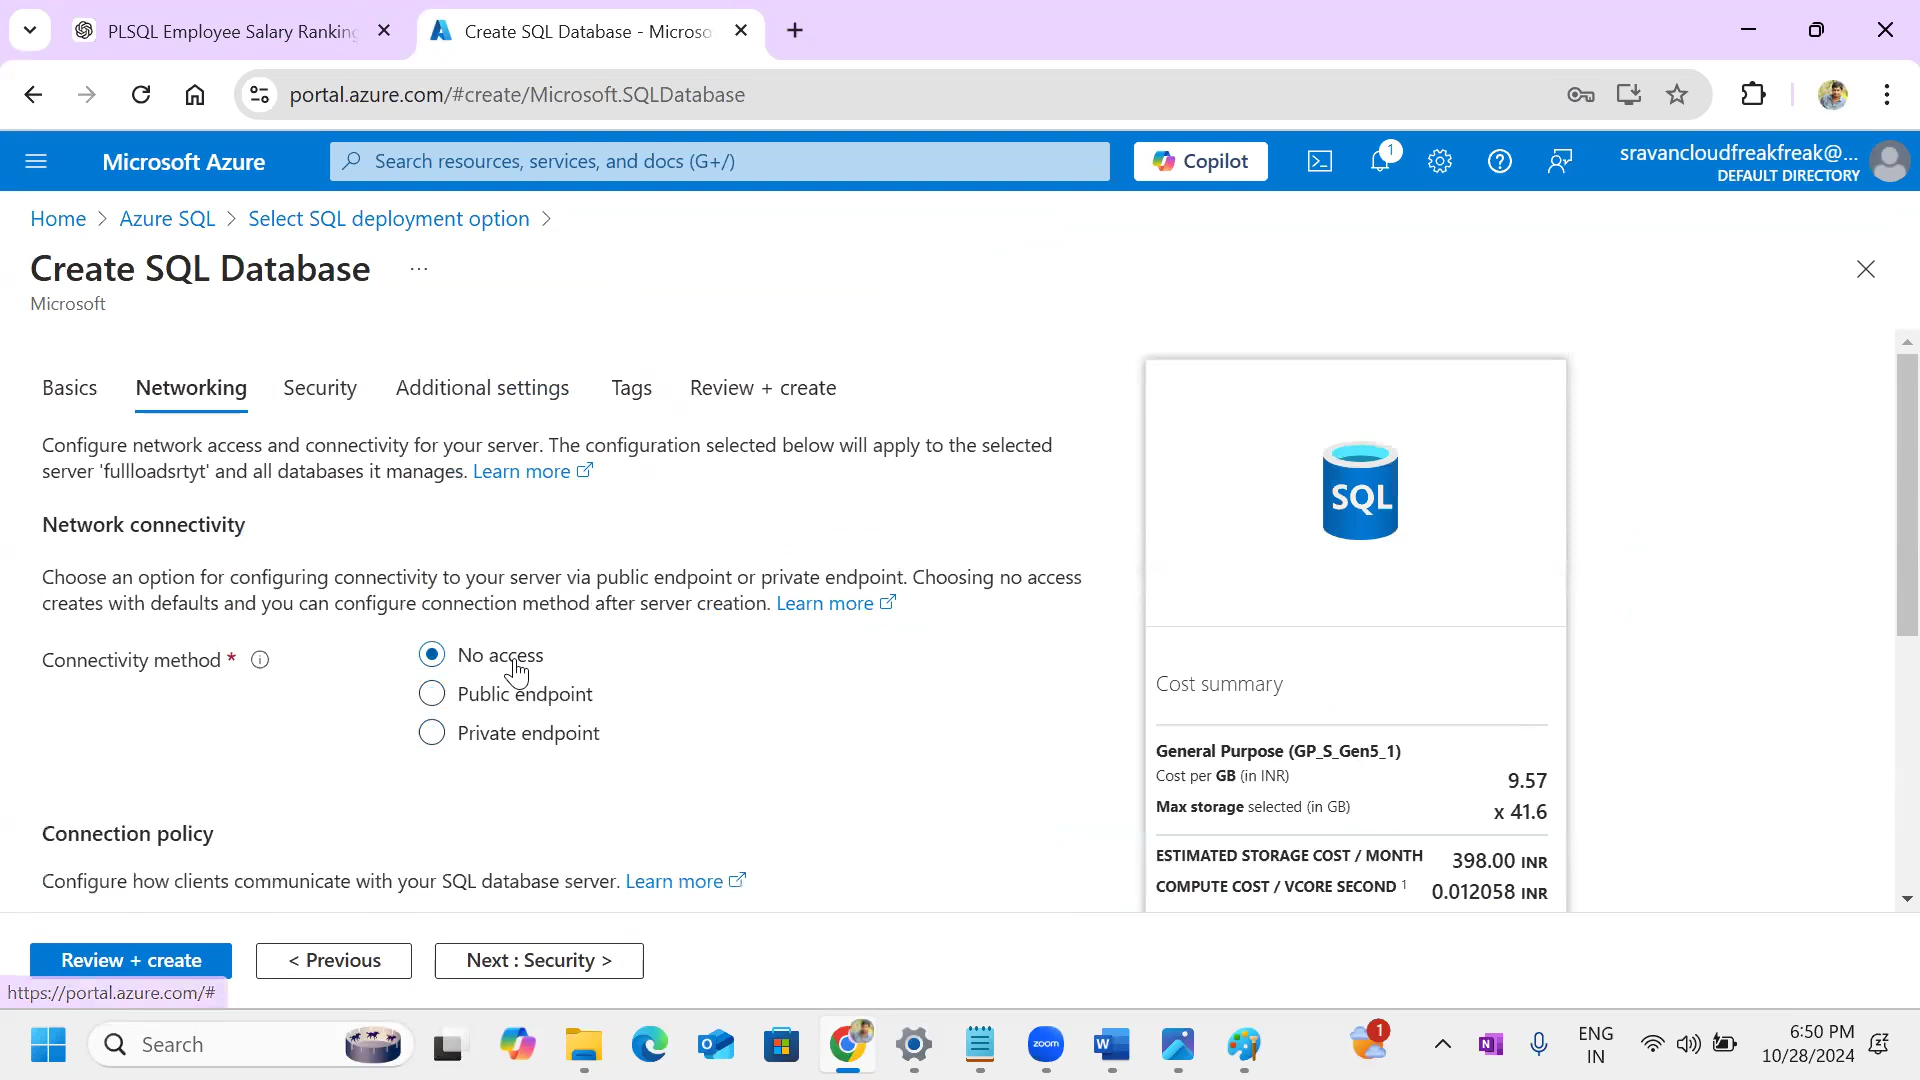 PLSQL Employee Salary Ranking
Create SQL Database - Microso
portal.azure.com/#create/Microsoft.SQLDatabase
Microsoft Azure
Search resources, services, and docs (G+/)
Copilot
1
sravancloudfreakfreak@...
DEFAULT DIRECTORY
Home > Azure SQL > Select SQL deployment option >
Create SQL Database ...
Microsoft
Basics Networking Security Additional settings Tags Review + create
Configure network access and connectivity for your server. The configuration selected below will apply to the selected
server 'fullloadsrtyt' and all databases it manages. Learn more
Network connectivity
Choose an option for configuring connectivity to your server via public endpoint or private endpoint. Choosing no access
creates with defaults and you can configure connection method after server creation. Learn more
Connectivity method *
No access
Public endpoint
Private endpoint
Connection policy
Configure how clients communicate with your SQL database server. Learn more
SQL
Cost summary
General Purpose (GP_S_Gen5_1)
Cost per GB (in INR) 9.57
Max storage selected (in GB) x 41.6
ESTIMATED STORAGE COST / MONTH 398.00 INR
COMPUTE COST / VCORE SECOND 1 0.012058 INR
Review + create
< Previous
Next : Security >
https://portal.azure.com/#
Search
zoom
1
ENG
IN
6:50 PM
10/28/2024